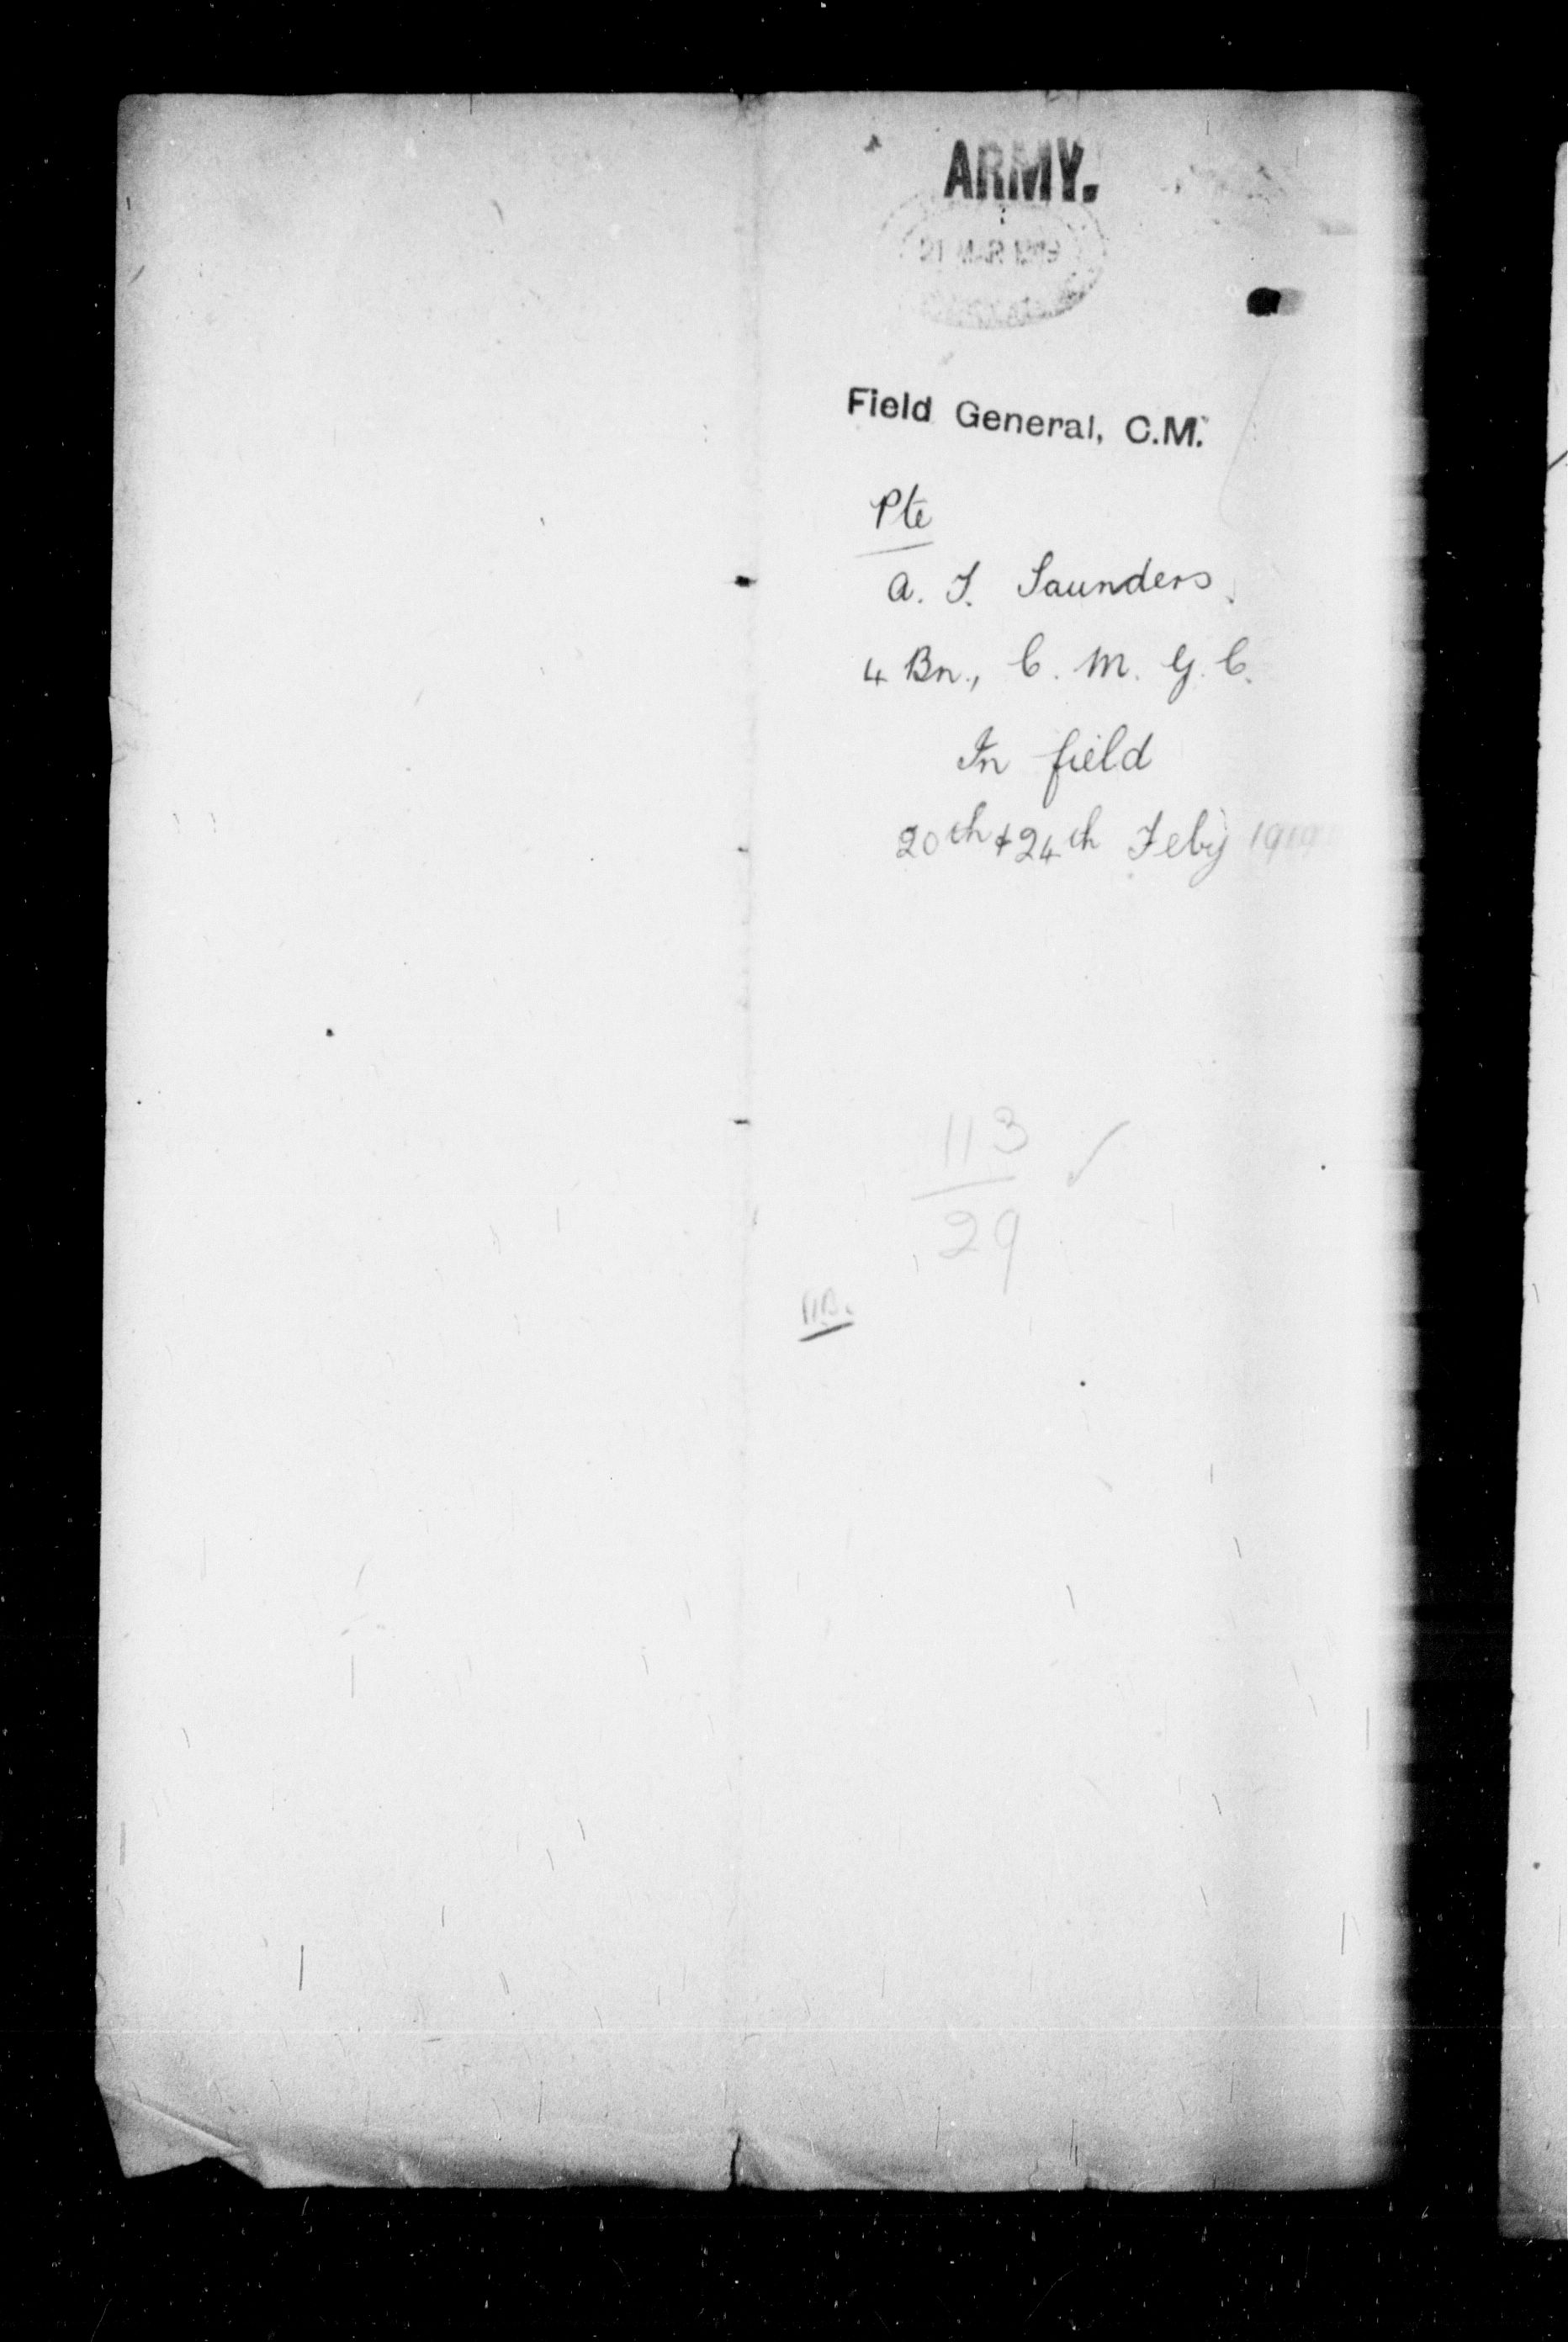 ARMY.
21 MAR 1919
Field General, C.M.
Pte
A. F. Saunders.
4 Bn., C. M. G. C.
In field
20th & 24th Feby 1919
113
29